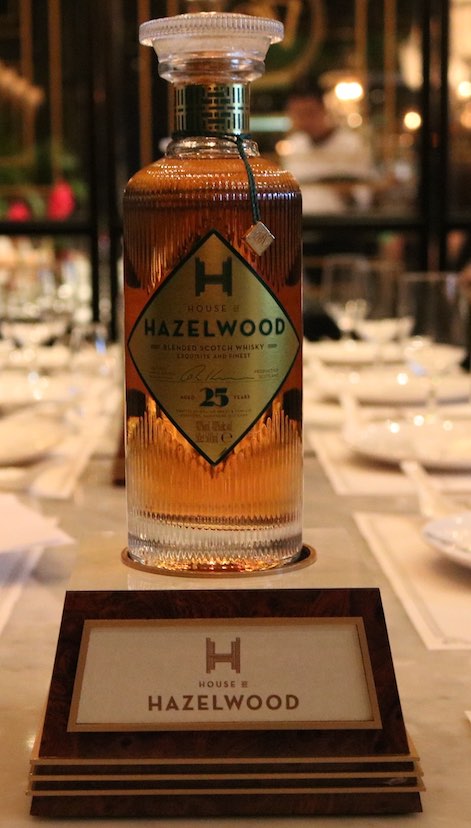 H
HOUSE OF
HAZELWOOD
BLENDED SCOTCH WHISKY
EXQUISITE AND FINEST
AGED 25 YEARS
H
HOUSE OF
HAZELWOOD